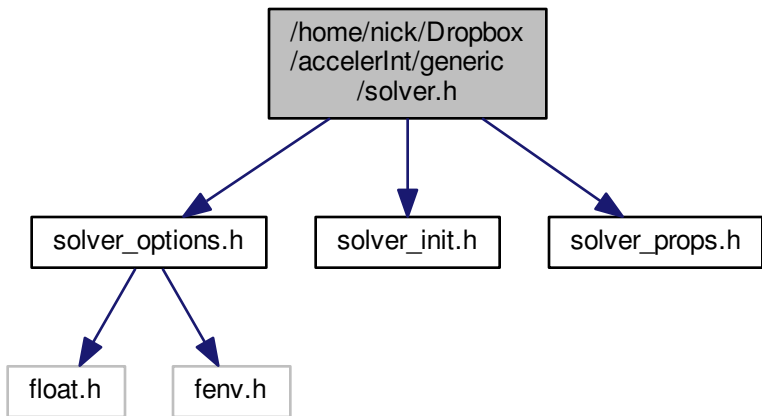 /home/nick/Dropbox
/accelerInt/generic
/solver.h
solver_options.h
solver_init.h
solver_props.h
float.h
fenv.h